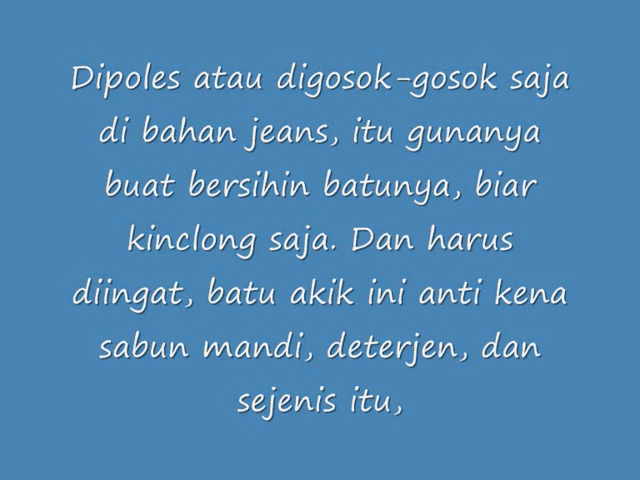 Dipoles atau digosok-gosok saja
di bahan jeans, itu gunanya
buat bersihin batunya, biar
kinclong saja. Dan harus
diingat, batu akik ini anti kena
sabun mandi, deterjen, dan
sejenis itu,